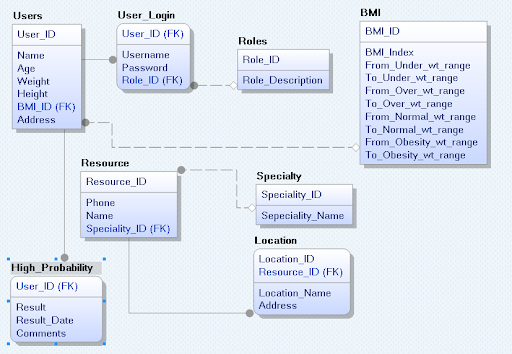 Users
User_ID
Name
Age
Weight
Height
BMI_ID (FK)
Address
User_Login
User_ID (FK)
Username
Password
Role_ID (FK)
Roles
Role_ID
Role_Description
BMI
BMI_ID
BMI_Index
From_Under_wt_range
To_Under_wt_range
From_Over_wt_range
To_Over_wt_range
From_Normal_wt_range
To_Normal_wt_range
From_Obesity_wt_range
To_Obesity_wt_range
Resource
Resource_ID
Phone
Name
Speciality_ID (FK)
Specialty
Speciality_ID
Sepeciality_Name
Location
Location_ID
Resource_ID (FK)
Location_Name
Address
High_Probability
User_ID (FK)
Result
Result_Date
Comments